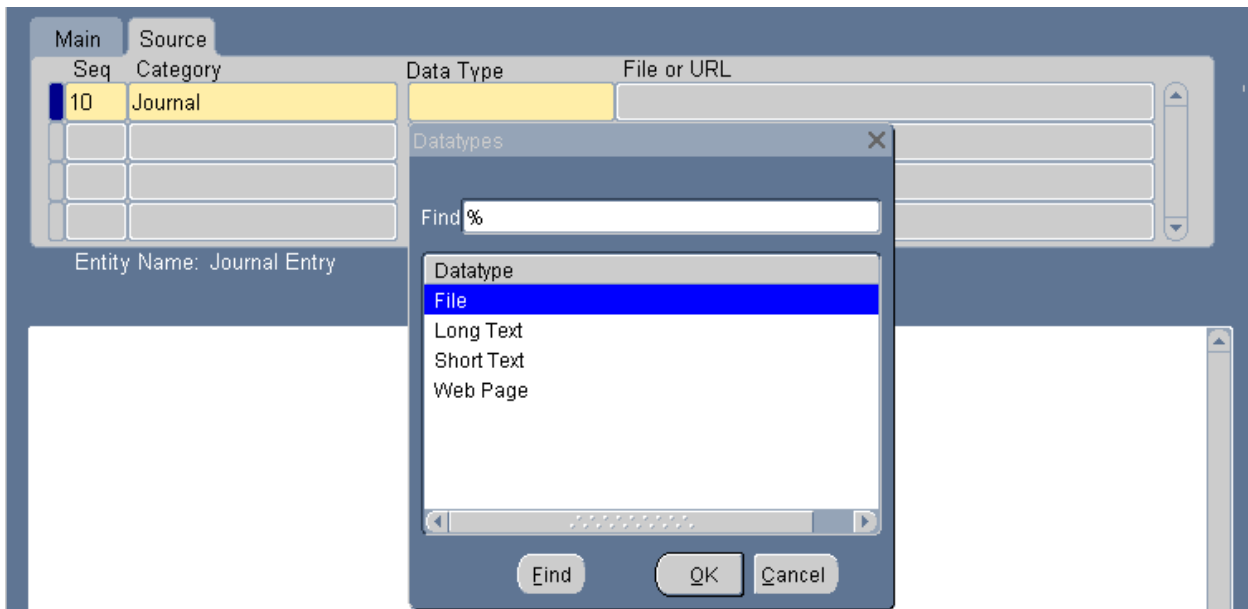 Main Source
Seq Category Data Type File or URL
10 Journal
Datatypes
Find %
Entity Name: Journal Entry
Datatype
File
Long Text
Short Text
Web Page
Find OK Cancel